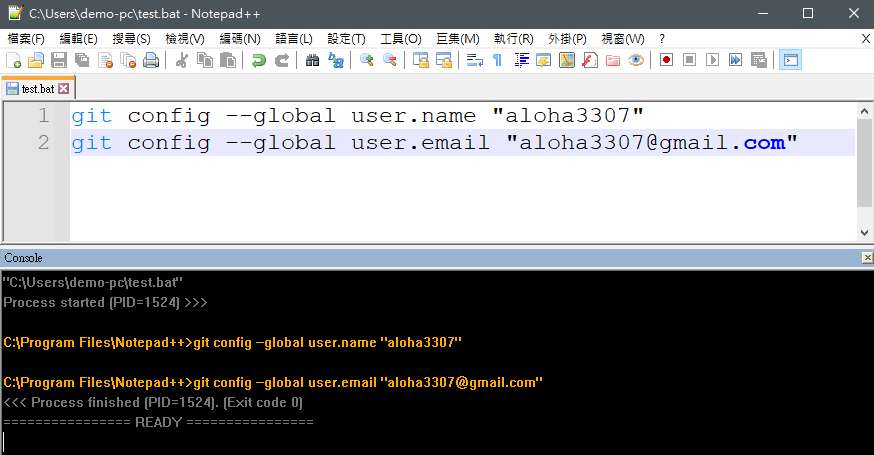 C:\Users\demo-pc\test.bat - Notepad++
檔案(F) 編輯(E) 搜尋(S) 檢視(V) 編碼(N) 語言(L) 設定(T) 工具(O) 巨集(M) 執行(R) 外掛(P) 視窗(W) ? X
test.bat
1 git config --global user.name "aloha3307"
2 git config --global user.email "aloha3307@gmail.com"
Console
"C:\Users\demo-pc\test.bat"
Process started (PID=1524) >>>
C:\Program Files\Notepad++>git config --global user.name "aloha3307"
C:\Program Files\Notepad++>git config --global user.email "aloha3307@gmail.com"
<<< Process finished (PID=1524). (Exit code 0)
================ READY ================